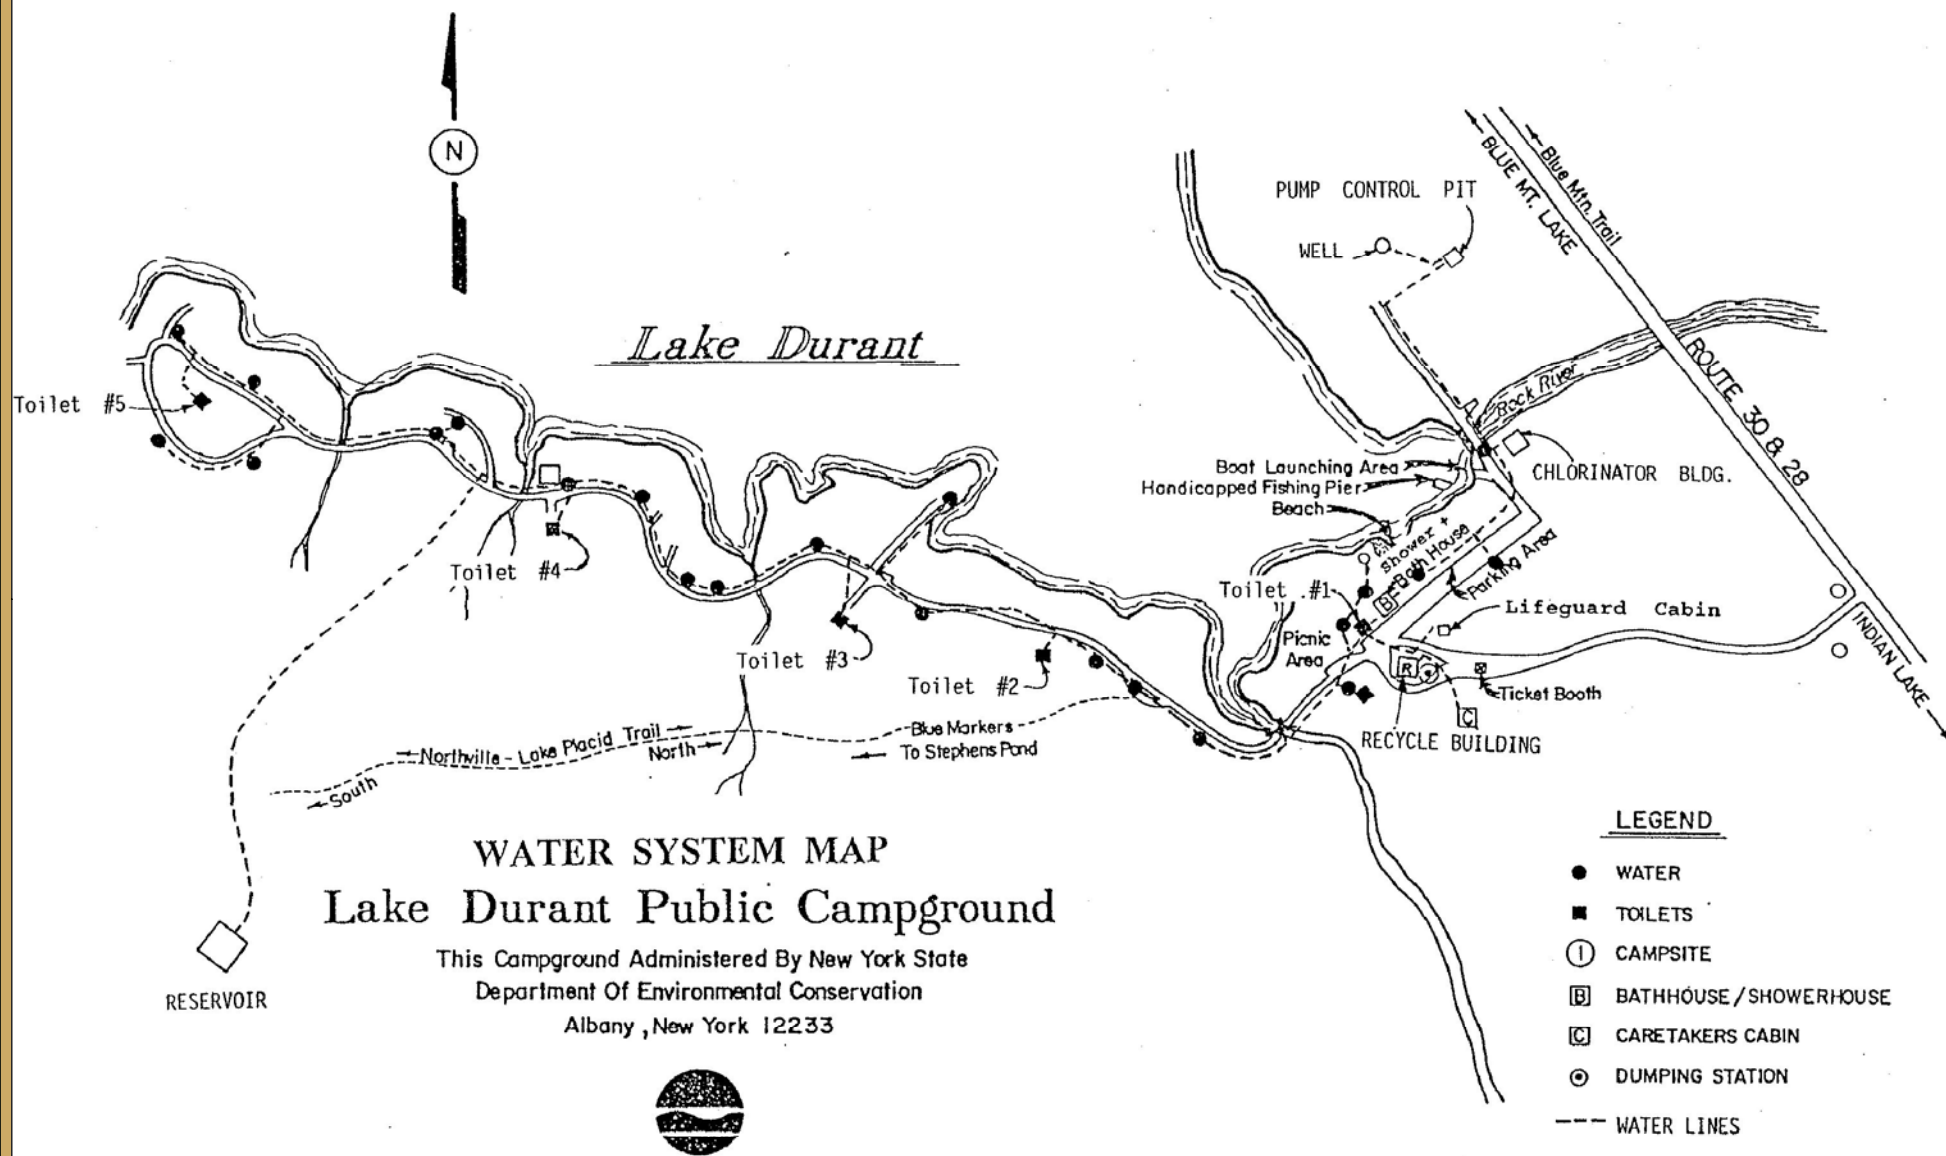 N
BLUE MT. LAKE
Blue Mtn. Trail
PUMP CONTROL PIT
WELL
Lake Durant
ROUTE 30 & 28
Rock River
Toilet #5
Boat Launching Area
Handicapped Fishing Pier
Beach
CHLORINATOR BLDG.
Shower +
Bath House
Parking Area
Toilet #4
Toilet #1
B
Lifeguard Cabin
INDIAN LAKE
Picnic
Area
Toilet #3
Toilet #2
R
Ticket Booth
C
RECYCLE BUILDING
Northville - Lake Placid Trail
North
Blue Markers
To Stephens Pond
South
WATER SYSTEM MAP
Lake Durant Public Campground
This Campground Administered By New York State
Department Of Environmental Conservation
Albany, New York 12233
RESERVOIR
LEGEND
WATER
TOILETS
1 CAMPSITE
B BATHHOUSE/SHOWERHOUSE
C CARETAKERS CABIN
DUMPING STATION
WATER LINES